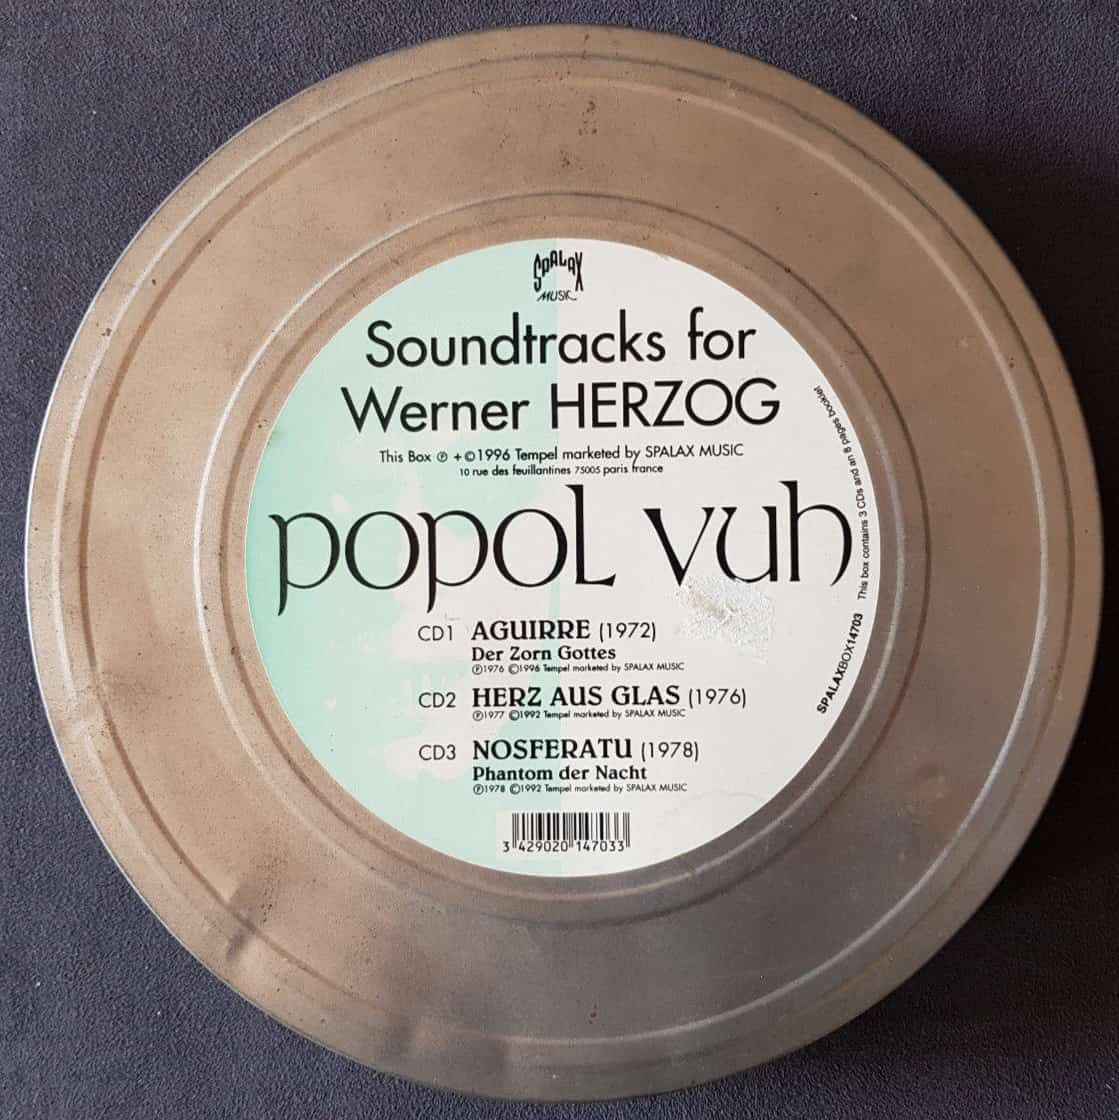 SPALAX
MUSIC
Soundtracks for
Werner HERZOG
This Box ℗ +©1996 Tempel marketed by SPALAX MUSIC
10 rue des feuillantines 75005 paris france
popol vuh
CD1 AGUIRRE (1972)
Der Zorn Gottes
℗1976 ©1996 Tempel marketed by SPALAX MUSIC
CD2 HERZ AUS GLAS (1976)
℗1977 ©1992 Tempel marketed by SPALAX MUSIC
CD3 NOSFERATU (1978)
Phantom der Nacht
℗1978 ©1992 Tempel marketed by SPALAX MUSIC
3 429020 147033
SPALAXBOX14703 This box contains 3 CDs and an 8 pages booklet